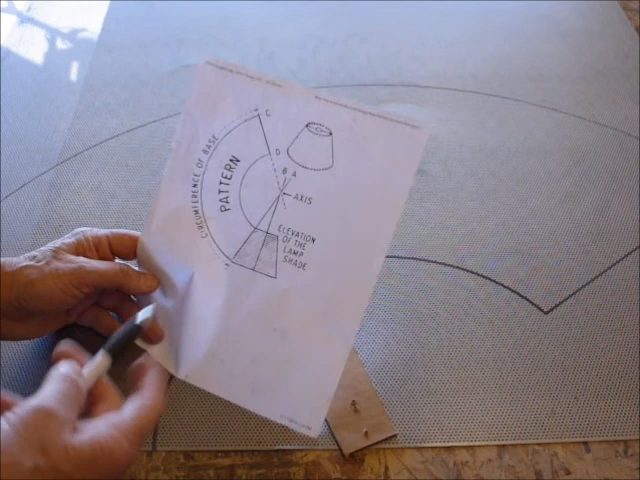 C
D
B A
CIRCUMFERENCE OF BASE
PATTERN
AXIS
ELEVATION
OF THE
LAMP
SHADE